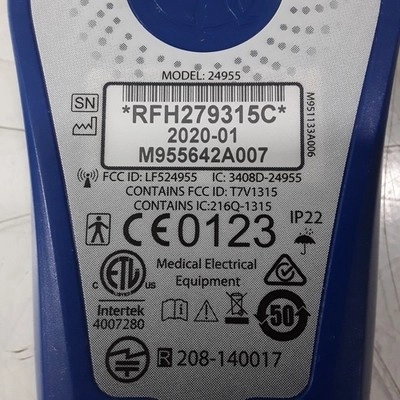 MODEL: 24955
SN
*RFH279315C*
2020-01
M955642A007
M951133A006
FCC ID: LF524955 IC: 3408D-24955
CONTAINS FCC ID: T7V1315
CONTAINS IC:216Q-1315
CE0123
IP22
ETL
C US
Intertek
4007280
Medical Electrical
Equipment
50
R 208-140017